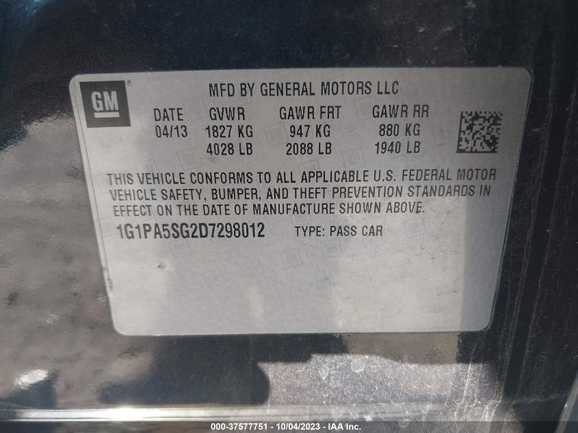 MFD BY GENERAL MOTORS LLC
GM
DATE GVWR GAWR FRT GAWR RR
04/13 1827 KG 947 KG 880 KG
4028 LB 2088 LB 1940 LB
THIS VEHICLE CONFORMS TO ALL APPLICABLE U.S. FEDERAL MOTOR
VEHICLE SAFETY, BUMPER, AND THEFT PREVENTION STANDARDS IN
EFFECT ON THE DATE OF MANUFACTURE SHOWN ABOVE.
1G1PA5SG2D7298012 TYPE: PASS CAR
000-37577751 - 10/04/2023 - IAA Inc.